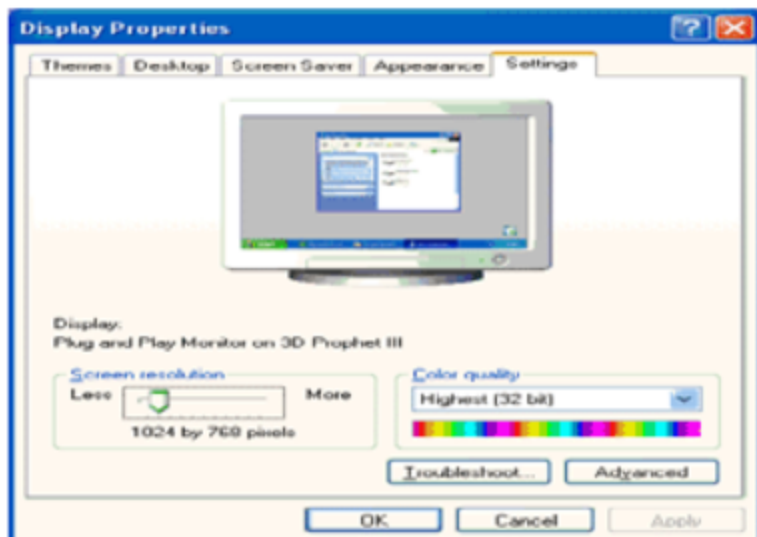 Display Properties
Themes Desktop Screen Saver Appearance Settings
Display:
Plug and Play Monitor on 3D Prophet III
Screen resolution
Less More
1024 by 768 pixels
Color quality
Highest (32 bit)
Troubleshoot... Advanced
OK Cancel Apply